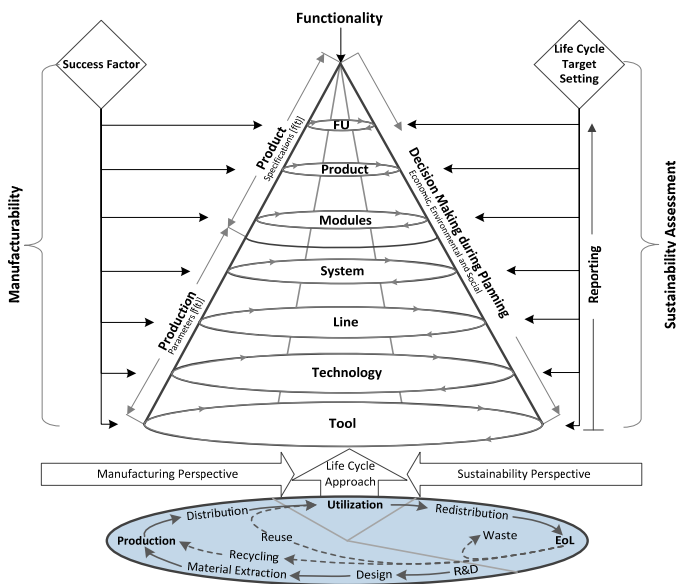 Functionality
Success Factor
Life Cycle
Target
Setting
Manufacturability
Product
Specifications [f(t)]
Production
Parameters [f(t)]
FU
Product
Modules
System
Line
Technology
Tool
Decision Making during Planning
Economic, Environmental and Social
Reporting
Sustainability Assessment
Manufacturing Perspective
Life Cycle
Approach
Sustainability Perspective
Utilization
Distribution
Redistribution
Production
Reuse
Waste
EoL
Recycling
Material Extraction
Design
R&D